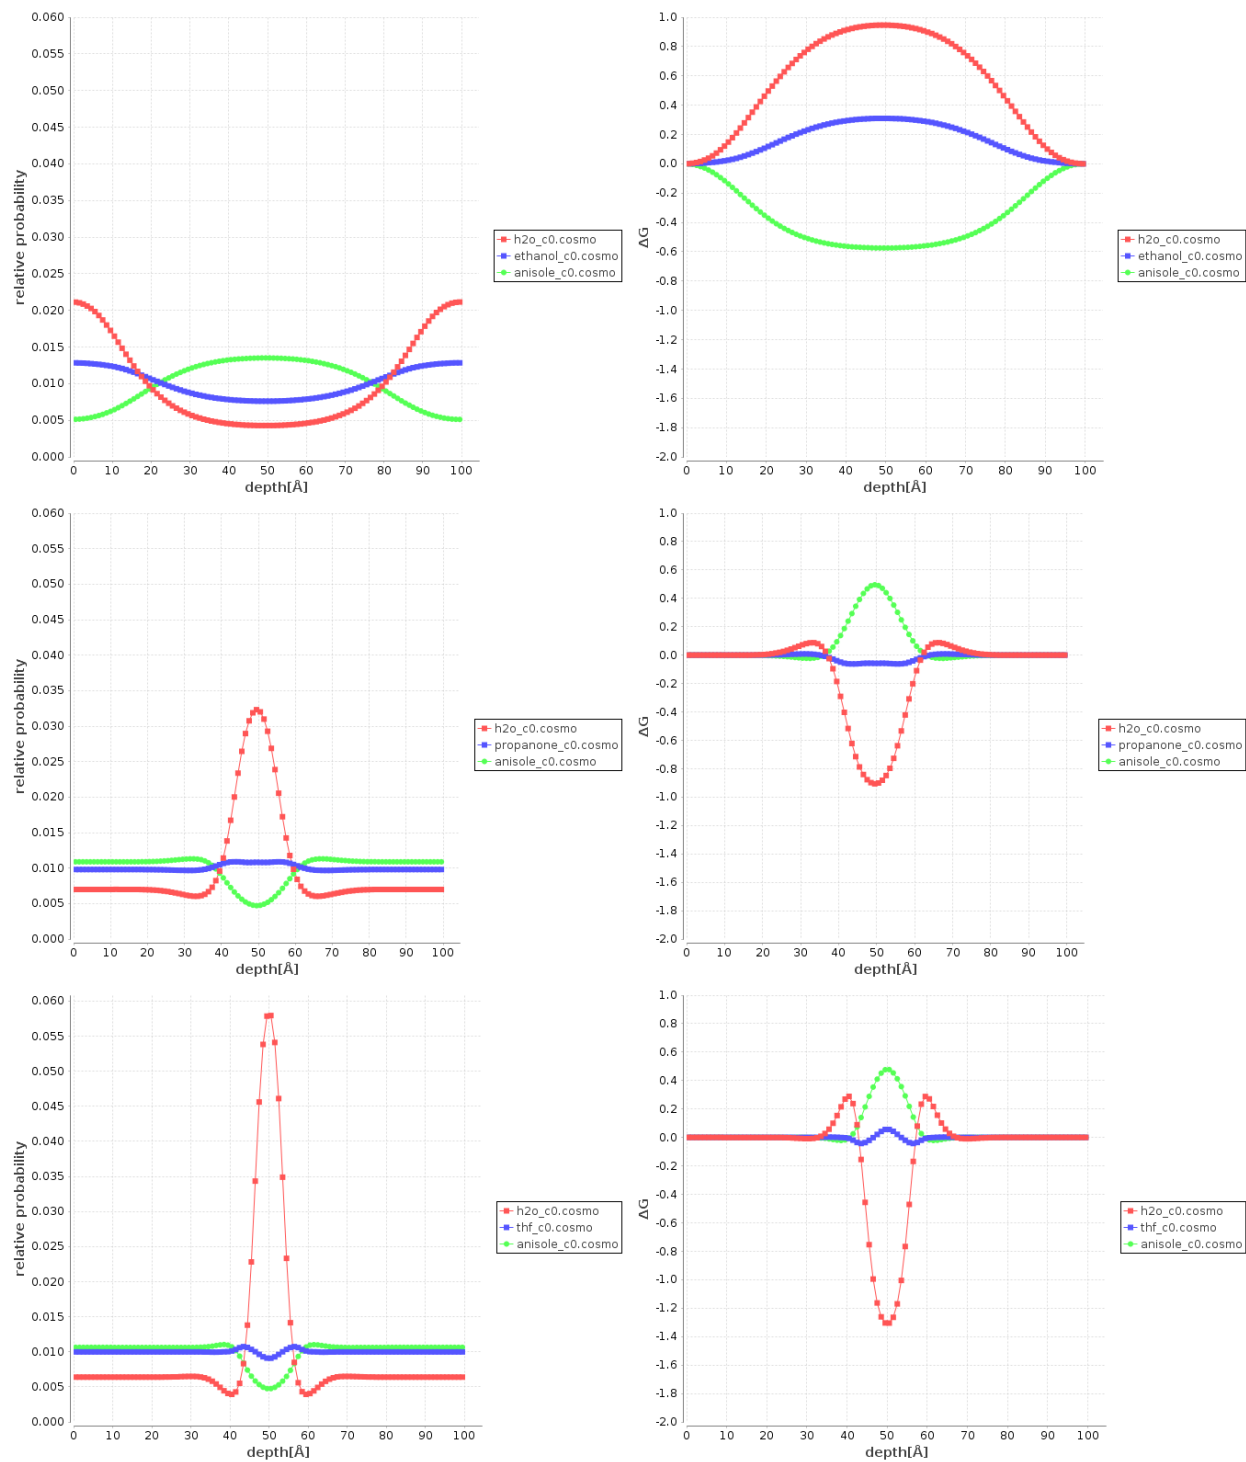 0.060
0.055
0.050
0.045
0.040
0.035
0.030
0.025
0.020
0.015
0.010
0.005
0.000
relative probability
0 10 20 30 40 50 60 70 80 90 100
depth[Å]
h2o_c0.cosmo
ethanol_c0.cosmo
anisole_c0.cosmo
1.0
0.8
0.6
0.4
0.2
0.0
-0.2
-0.4
-0.6
-0.8
-1.0
-1.2
-1.4
-1.6
-1.8
-2.0
ΔG
0 10 20 30 40 50 60 70 80 90 100
depth[Å]
h2o_c0.cosmo
ethanol_c0.cosmo
anisole_c0.cosmo
0.060
0.055
0.050
0.045
0.040
0.035
0.030
0.025
0.020
0.015
0.010
0.005
0.000
relative probability
0 10 20 30 40 50 60 70 80 90 100
depth[Å]
h2o_c0.cosmo
propanone_c0.cosmo
anisole_c0.cosmo
1.0
0.8
0.6
0.4
0.2
0.0
-0.2
-0.4
-0.6
-0.8
-1.0
-1.2
-1.4
-1.6
-1.8
-2.0
ΔG
0 10 20 30 40 50 60 70 80 90 100
depth[Å]
h2o_c0.cosmo
propanone_c0.cosmo
anisole_c0.cosmo
0.060
0.055
0.050
0.045
0.040
0.035
0.030
0.025
0.020
0.015
0.010
0.005
0.000
relative probability
0 10 20 30 40 50 60 70 80 90 100
depth[Å]
h2o_c0.cosmo
thf_c0.cosmo
anisole_c0.cosmo
1.0
0.8
0.6
0.4
0.2
0.0
-0.2
-0.4
-0.6
-0.8
-1.0
-1.2
-1.4
-1.6
-1.8
-2.0
ΔG
0 10 20 30 40 50 60 70 80 90 100
depth[Å]
h2o_c0.cosmo
thf_c0.cosmo
anisole_c0.cosmo